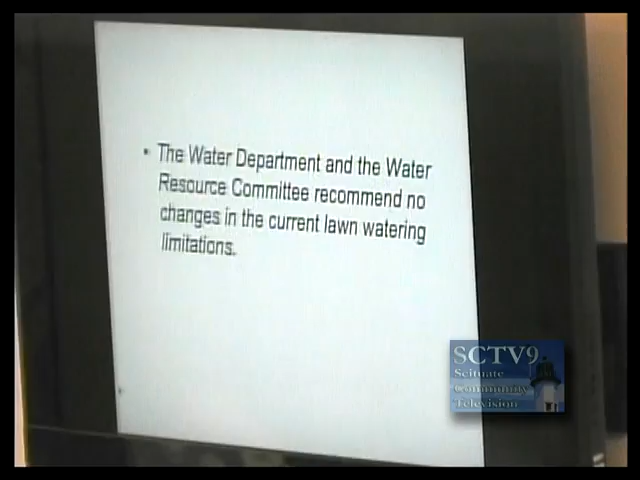 • The Water Department and the Water
Resource Committee recommend no
changes in the current lawn watering
limitations.
SCTV9
Scituate
Community
Television